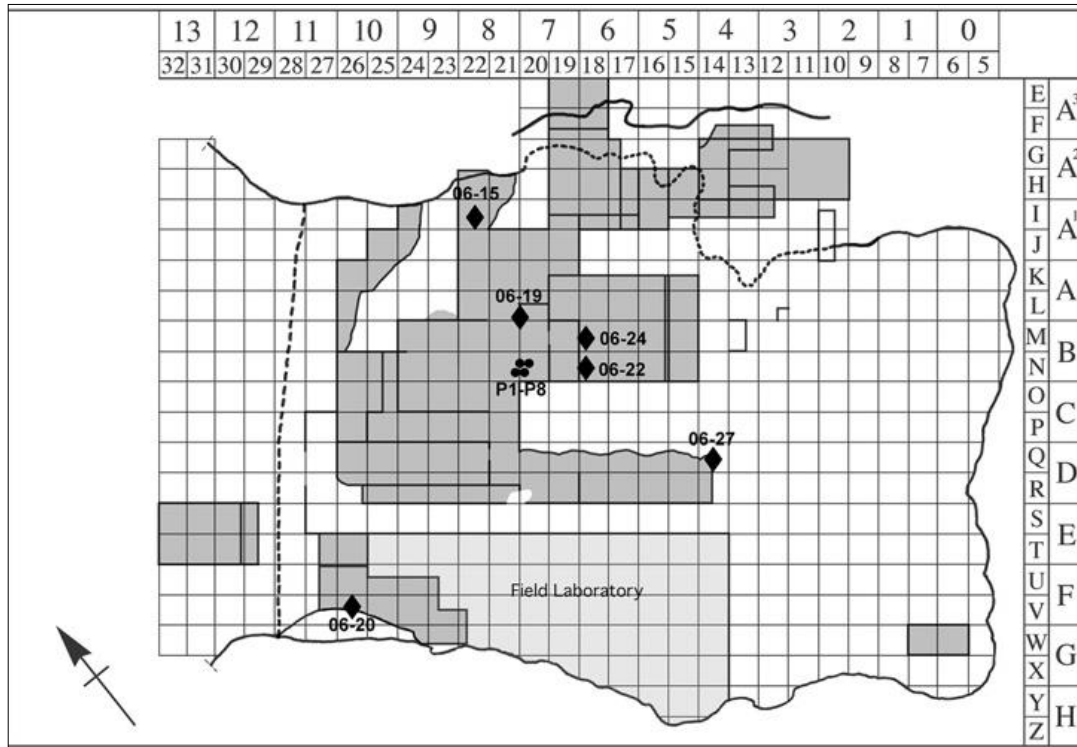 13 12 11 10 9 8 7 6 5 4 3 2 1 0
32 31 30 29 28 27 26 25 24 23 22 21 20 19 18 17 16 15 14 13 12 11 10 9 8 7 6 5
E
F
A³
G
H
A²
06-15
I
J
A¹
K
L
A
06-19
M
N
B
06-24
06-22
P1-P8
O
P
C
06-27
Q
R
D
S
T
E
Field Laboratory
U
V
F
06-20
W
X
G
Y
Z
H